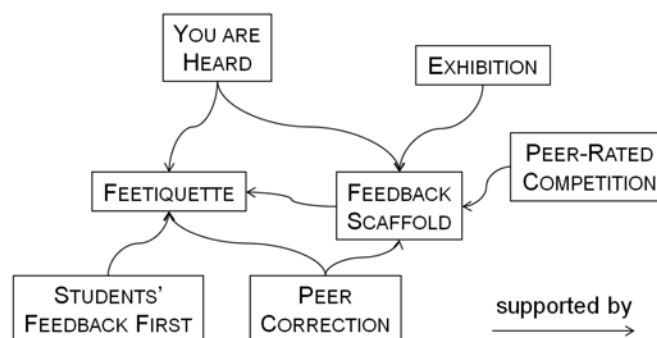 YOU ARE
HEARD
EXHIBITION
PEER-RATED
COMPETITION
FEETIQUETTE
FEEDBACK
SCAFFOLD
STUDENTS'
FEEDBACK FIRST
PEER
CORRECTION
supported by